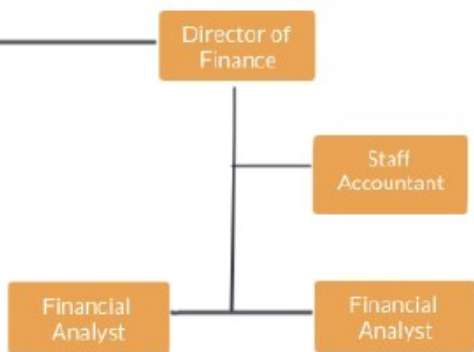 Director of
Finance
Staff
Accountant
Financial
Analyst
Financial
Analyst